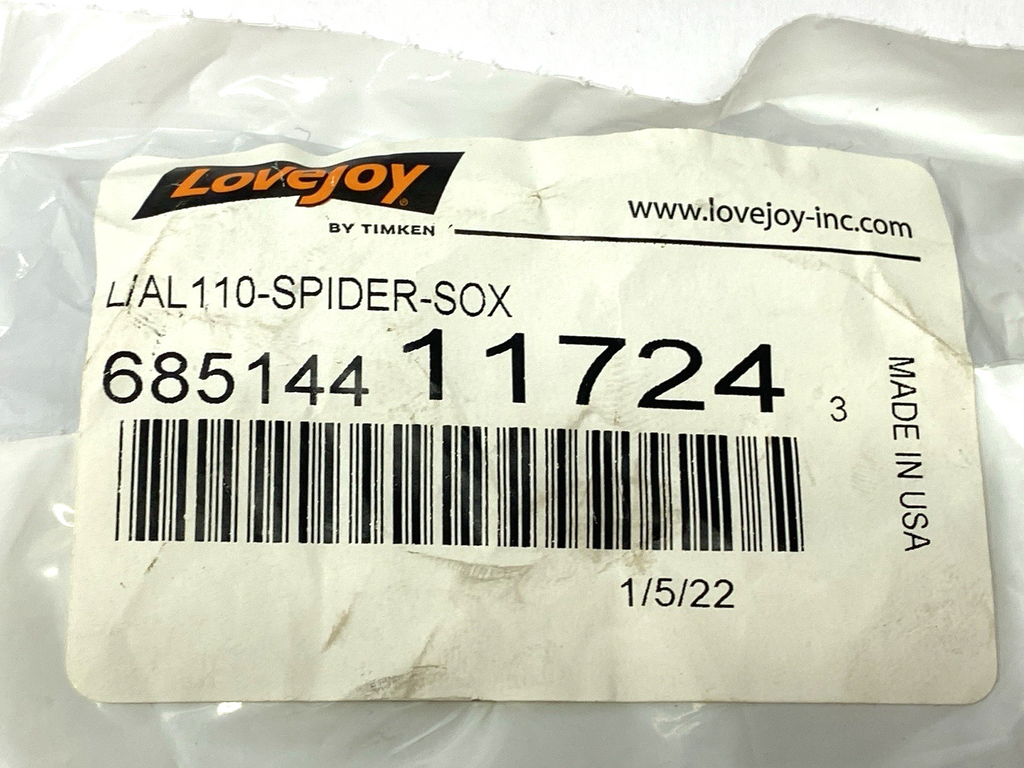 LOVEJOY®
BY TIMKEN
www.lovejoy-inc.com
L/AL110-SPIDER-SOX
685144 11724 3
MADE IN USA
1/5/22